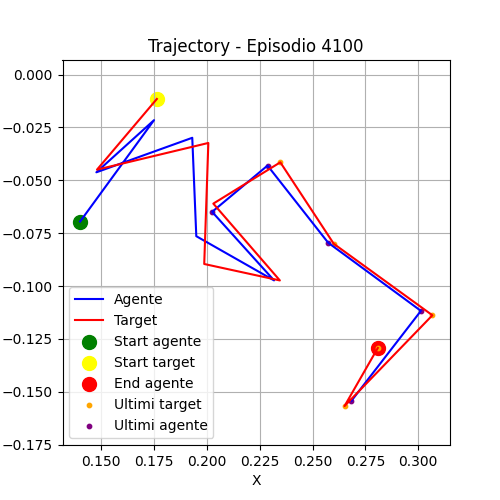 Trajectory - Episodio 4100
0.000
−0.025
−0.050
−0.075
−0.100
−0.125
−0.150
−0.175
Agente
Target
Start agente
Start target
End agente
Ultimi target
Ultimi agente
0.150
0.175
0.200
0.225
0.250
0.275
0.300
X